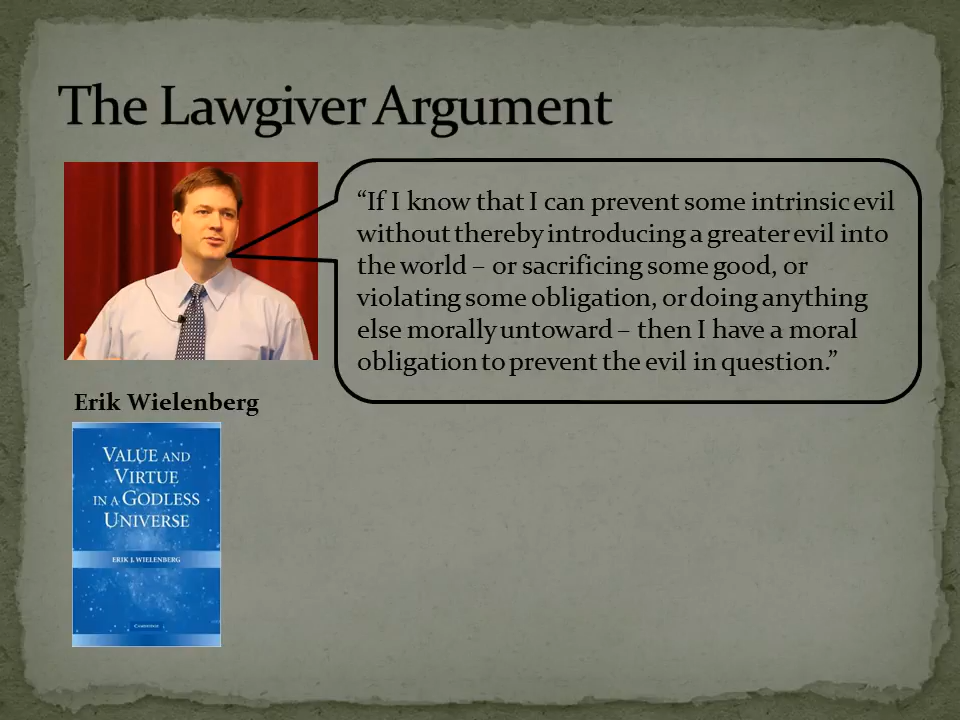 The Lawgiver Argument
“If I know that I can prevent some intrinsic evil
without thereby introducing a greater evil into
the world – or sacrificing some good, or
violating some obligation, or doing anything
else morally untoward – then I have a moral
obligation to prevent the evil in question.”
Erik Wielenberg
VALUE AND
VIRTUE
IN A GODLESS
UNIVERSE
ERIK J. WIELENBERG
CAMBRIDGE